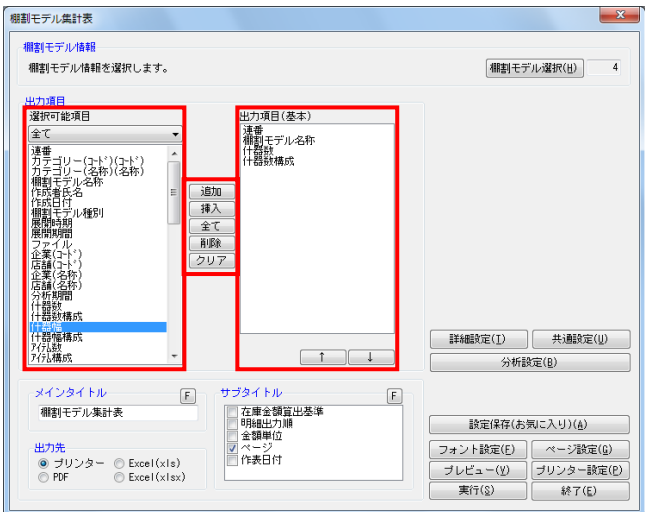 棚割モデル集計表
棚割モデル情報
棚割モデル情報を選択します。
棚割モデル選択(H)
4
出力項目
選択可能項目
全て
連番
カテゴリー(コード)(コード)
カテゴリー(名称)(名称)
棚割モデル名称
作成者氏名
作成日付
棚割モデル種別
展開時期
展開期間
ファイル
企業(コード)
店舗(コード)
企業(名称)
店舗(名称)
分析期間
什器数
什器数構成
什器幅
什器幅構成
アイテム数
アイテム構成
追加
挿入
全て
削除
クリア
出力項目(基本)
連番
棚割モデル名称
什器数
什器数構成
↑
↓
詳細設定(I)
共通設定(U)
分析設定(B)
メインタイトル
F
棚割モデル集計表
サブタイトル
F
在庫金額算出基準
明細出力順
金額単位
ページ
作表日付
出力先
プリンター
Excel(xls)
PDF
Excel(xlsx)
設定保存(お気に入り)(A)
フォント設定(F)
ページ設定(G)
プレビュー(V)
プリンター設定(P)
実行(S)
終了(E)